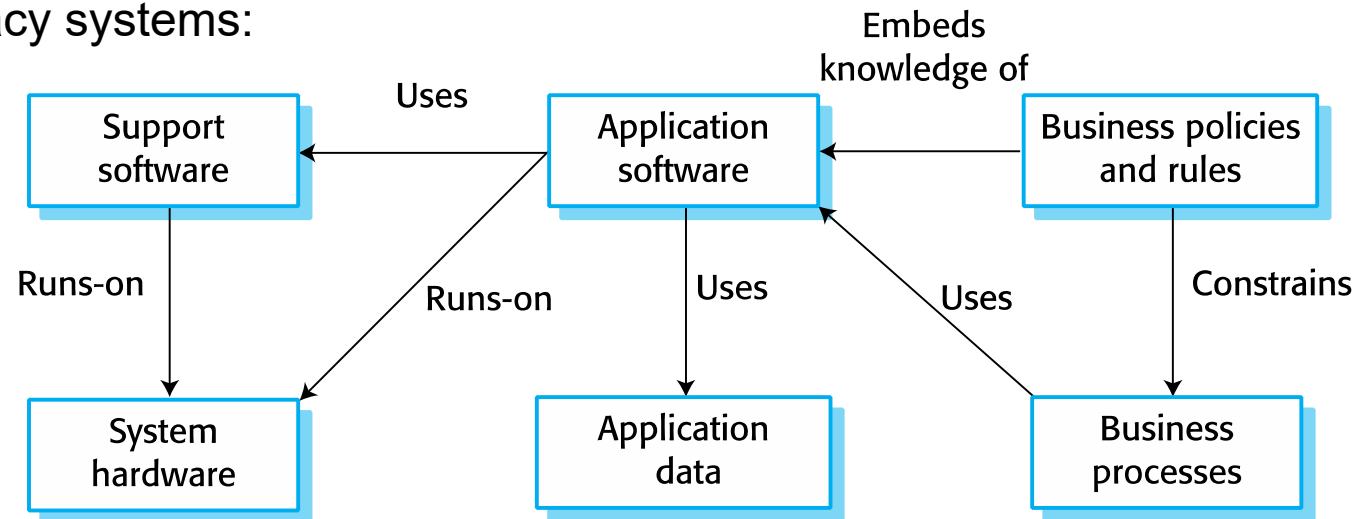 acy systems:
Embeds
knowledge of
Uses
Support
software
Application
software
Business policies
and rules
Runs-on
Runs-on
Uses
Uses
Constrains
System
hardware
Application
data
Business
processes